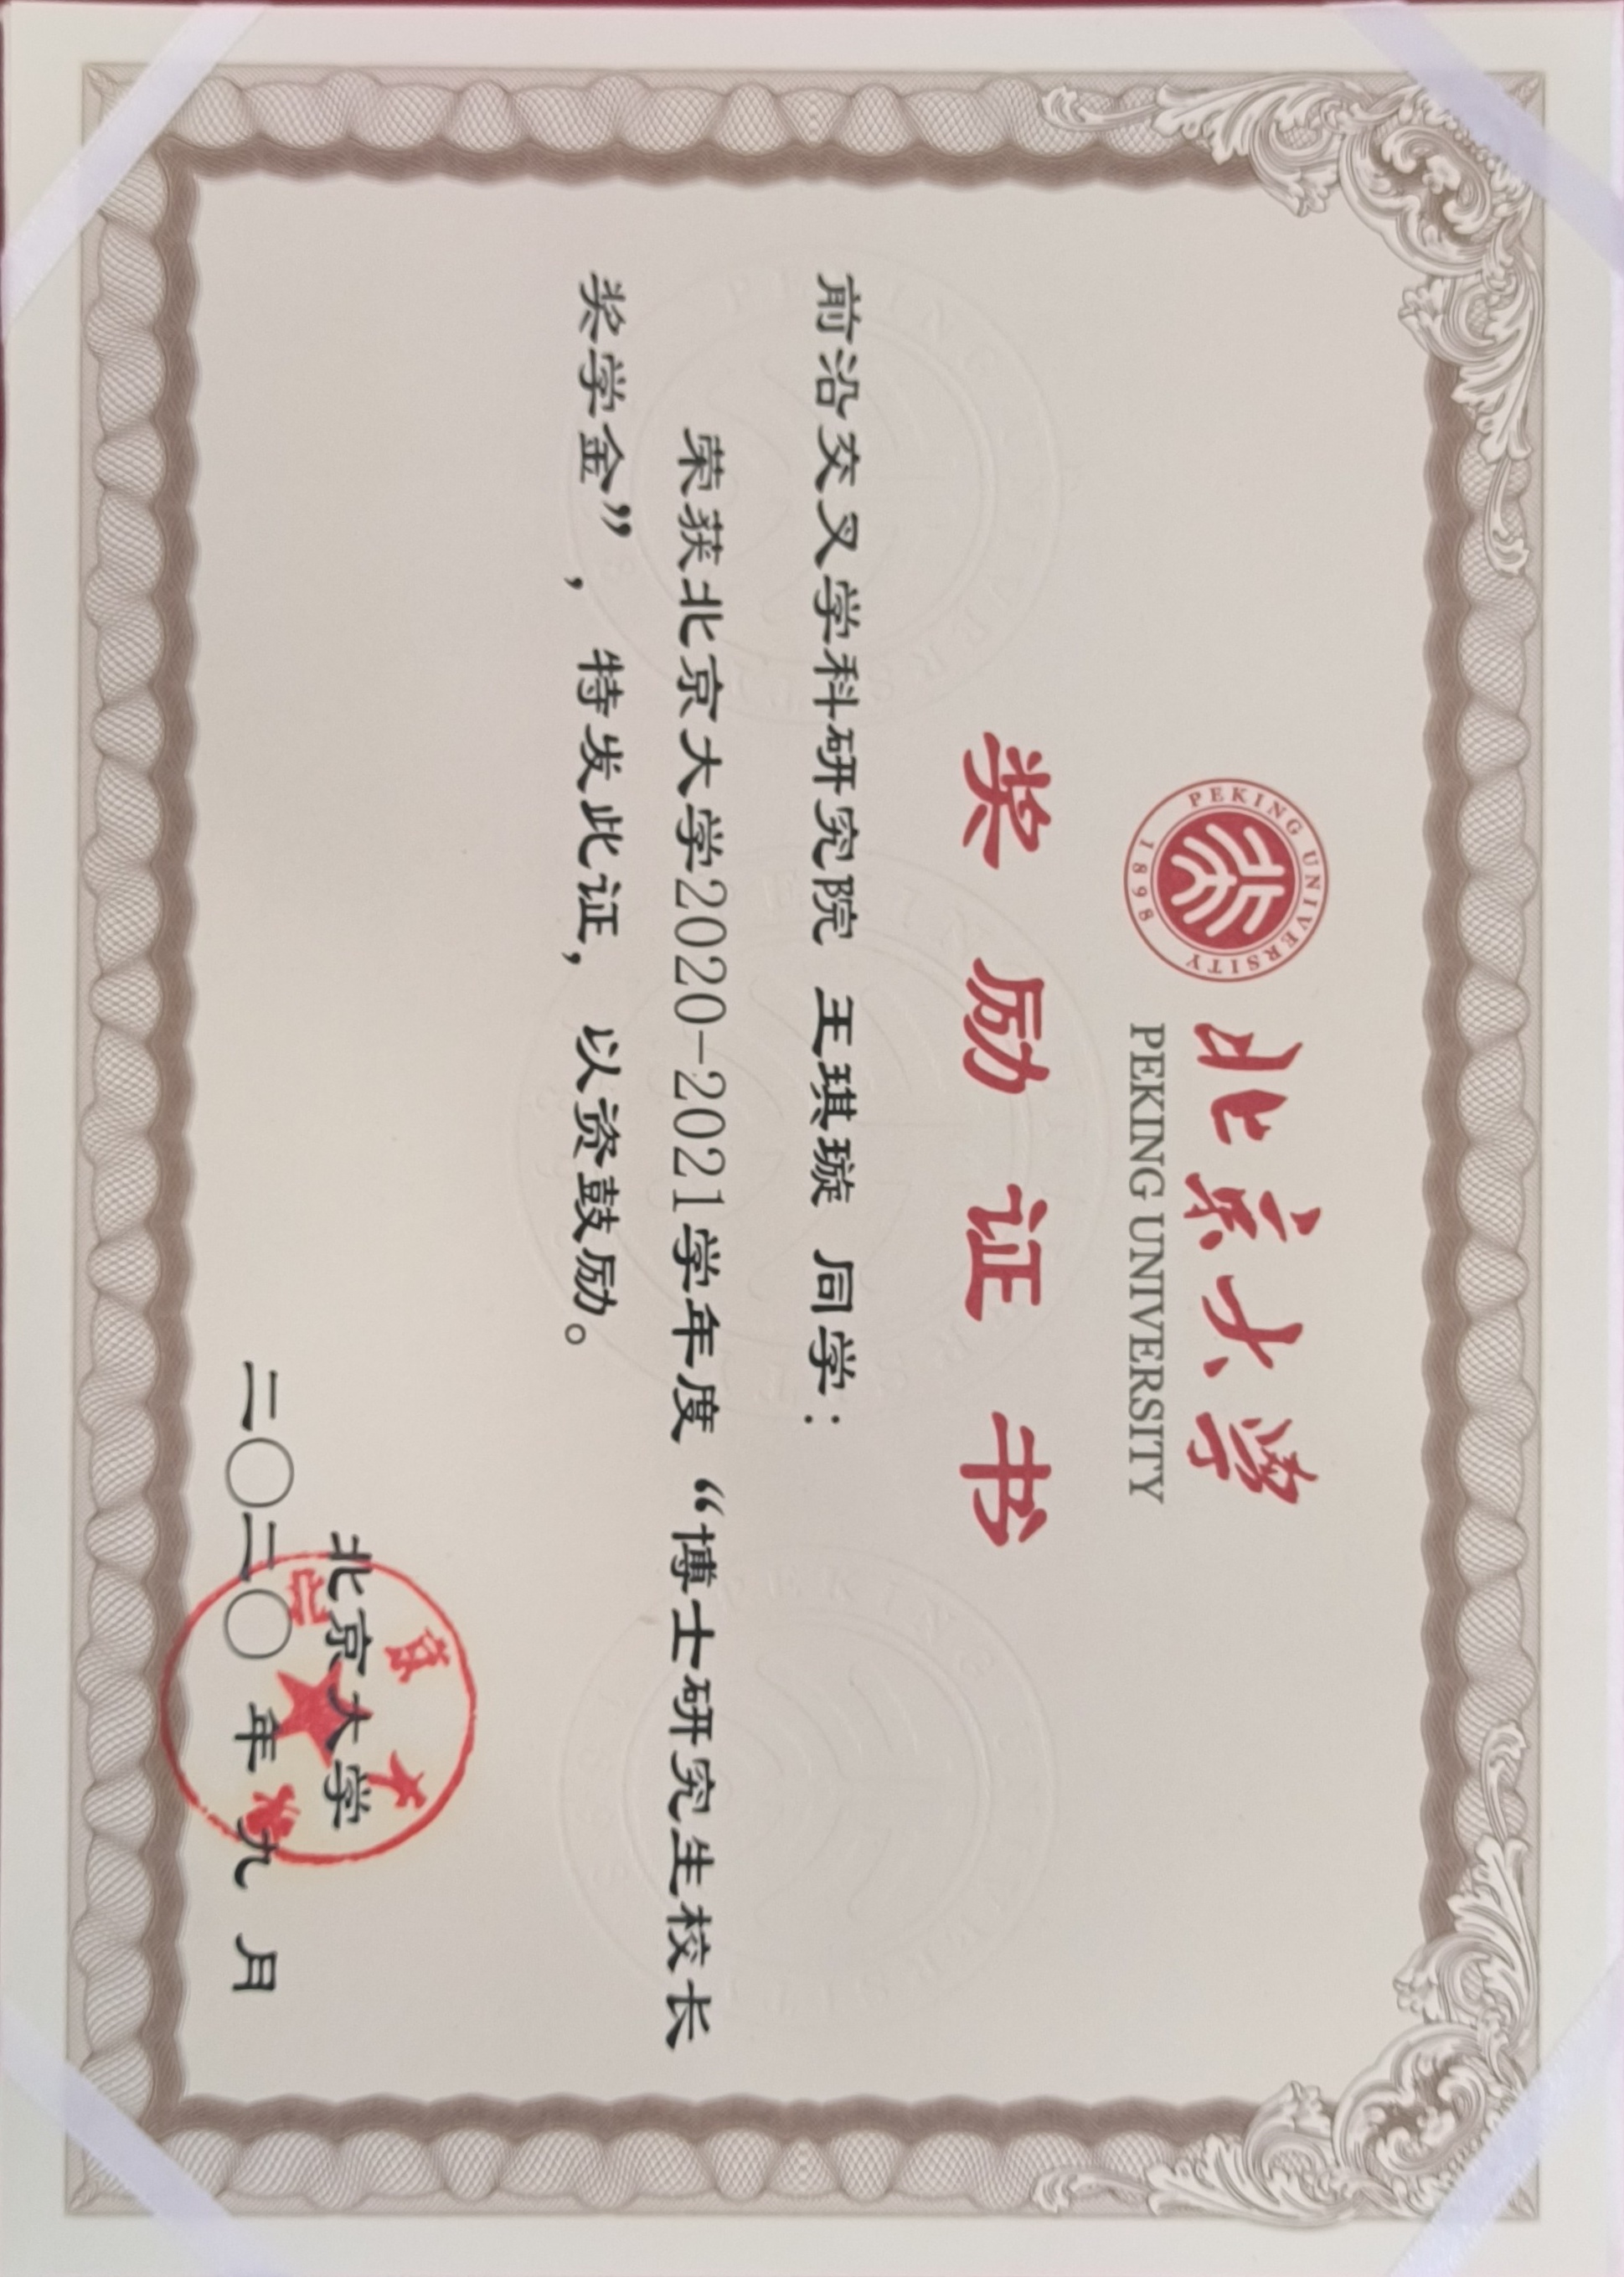 PEKING UNIVERSITY 1898
北京大学
PEKING UNIVERSITY
奖励证书
前沿交叉学科研究院 王琪璇 同学：
荣获北京大学2020-2021学年度“博士研究生校长
奖学金”，特发此证，以资鼓励。
北京大学
二〇二〇年九月